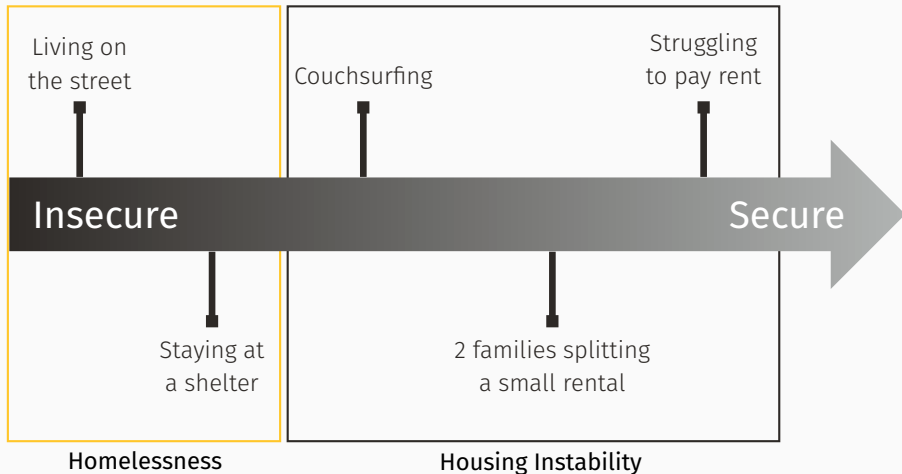 Living on
the street
Couchsurfing
Struggling
to pay rent
Insecure
Secure
Staying at
a shelter
2 families splitting
a small rental
Homelessness
Housing Instability